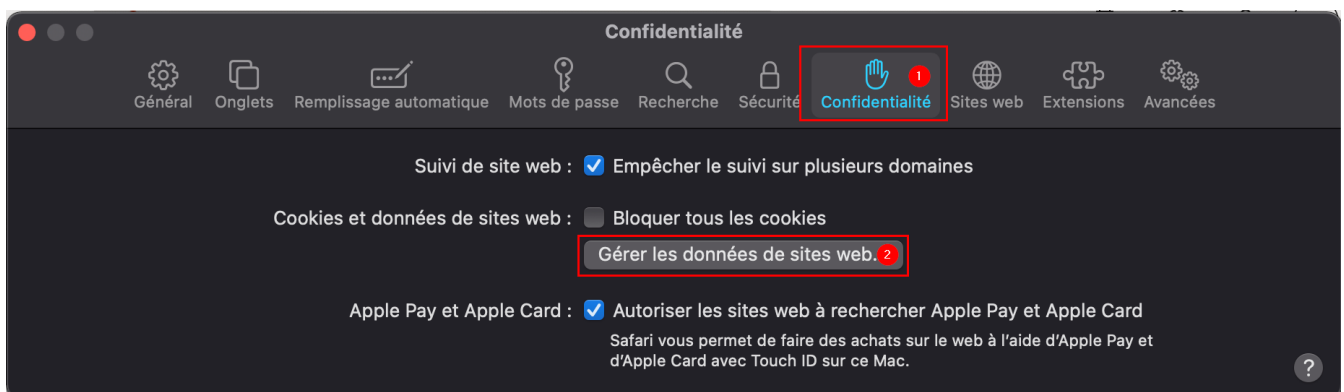 Confidentialité
Général Onglets Remplissage automatique Mots de passe Recherche Sécurité Confidentialité 1 Sites web Extensions Avancées
Suivi de site web : Empêcher le suivi sur plusieurs domaines
Cookies et données de sites web : Bloquer tous les cookies
Gérer les données de sites web. 2
Apple Pay et Apple Card : Autoriser les sites web à rechercher Apple Pay et Apple Card
Safari vous permet de faire des achats sur le web à l'aide d'Apple Pay et
d'Apple Card avec Touch ID sur ce Mac.
?